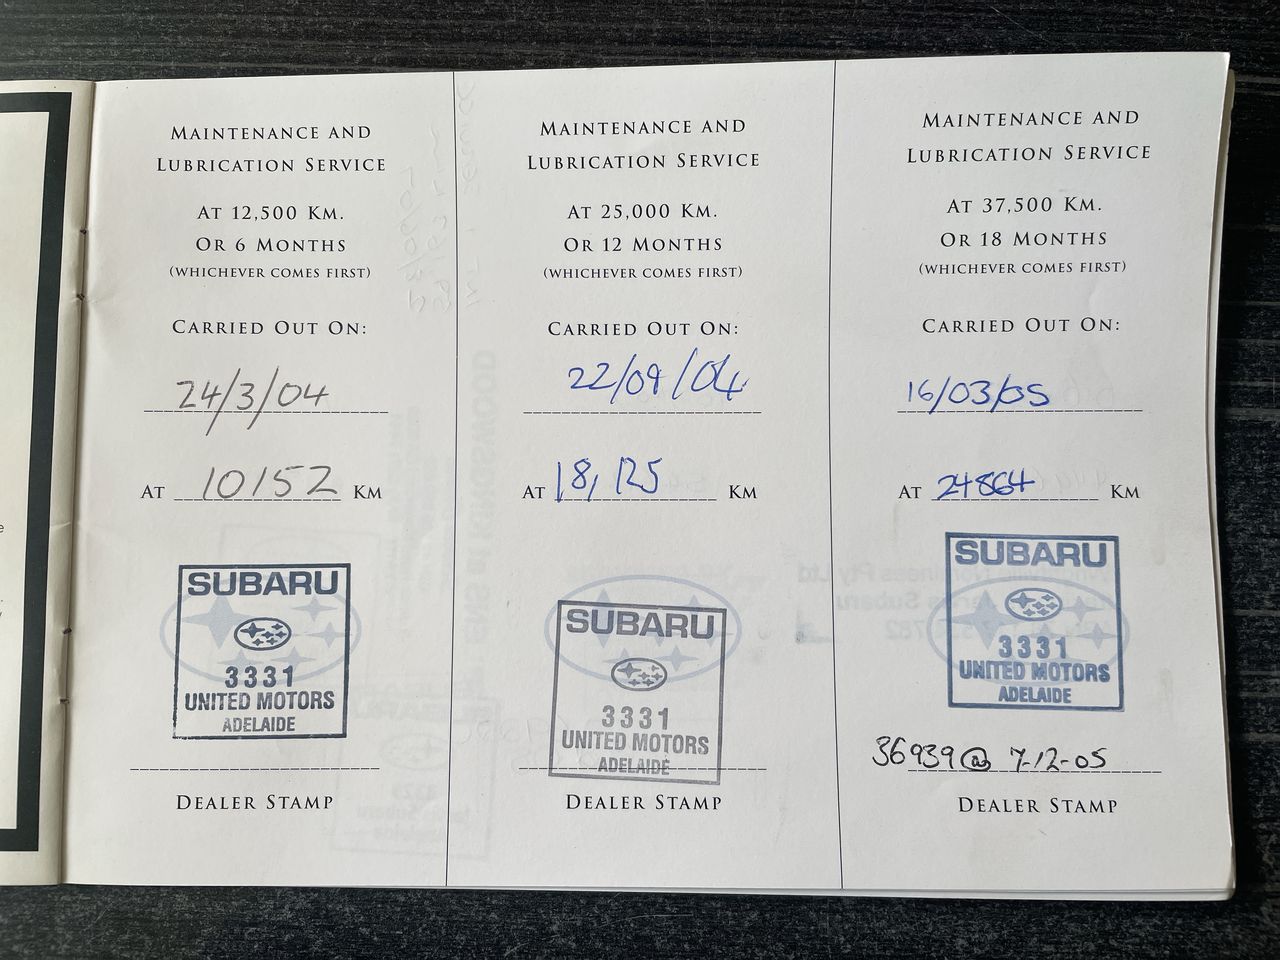 MAINTENANCE AND
LUBRICATION SERVICE
AT 12,500 KM.
OR 6 MONTHS
(WHICHEVER COMES FIRST)
CARRIED OUT ON:
24/3/04
AT 10152 KM
SUBARU
3331
UNITED MOTORS
ADELAIDE
DEALER STAMP
MAINTENANCE AND
LUBRICATION SERVICE
AT 25,000 KM.
OR 12 MONTHS
(WHICHEVER COMES FIRST)
CARRIED OUT ON:
22/09/04
AT 18,125 KM
SUBARU
3331
UNITED MOTORS
ADELAIDE
DEALER STAMP
MAINTENANCE AND
LUBRICATION SERVICE
AT 37,500 KM.
OR 18 MONTHS
(WHICHEVER COMES FIRST)
CARRIED OUT ON:
16/03/05
AT 24864 KM
SUBARU
3331
UNITED MOTORS
ADELAIDE
36939 @ 7-12-05
DEALER STAMP